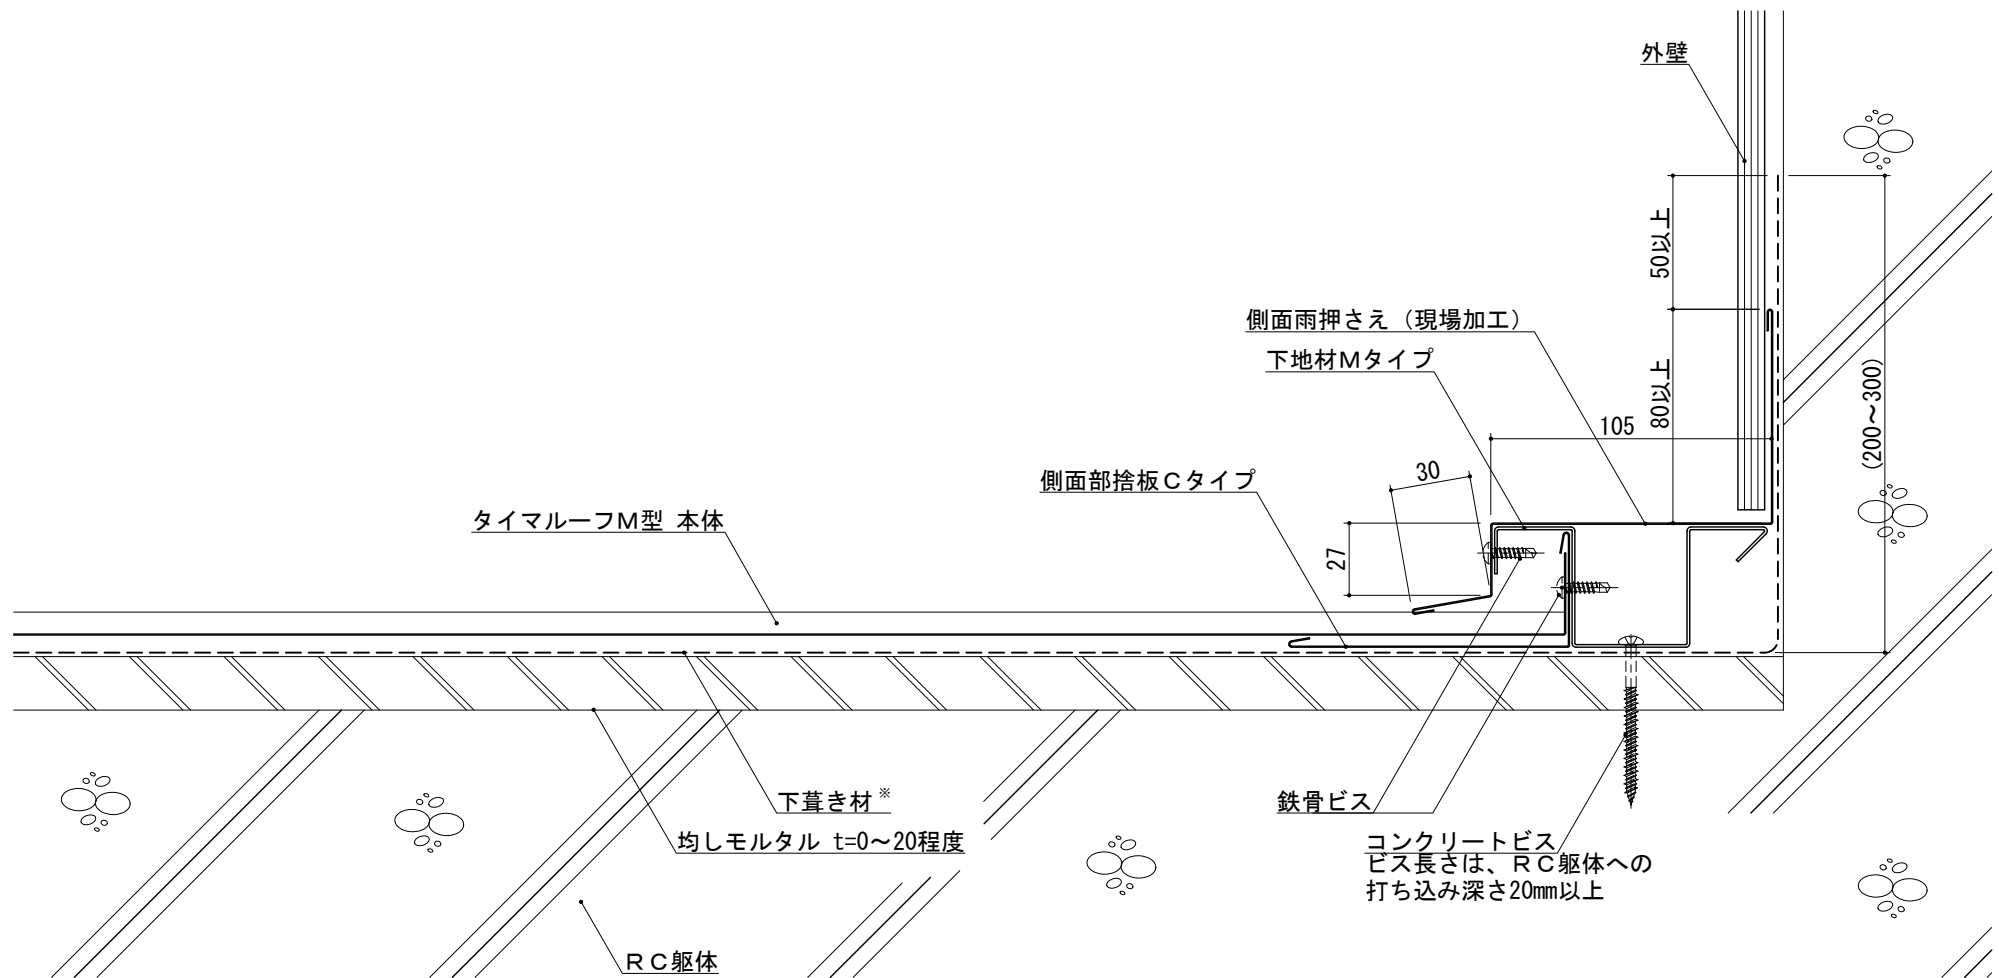 外壁
50以上
側面雨押さえ（現場加工）
下地材Mタイプ
80以上
(200～300)
105
30
側面部捨板Cタイプ
タイマルーフM型 本体
27
下葺き材※
鉄骨ビス
均しモルタル t=0～20程度
コンクリートビス
ビス長さは、RC躯体への
打ち込み深さ20mm以上
RC躯体